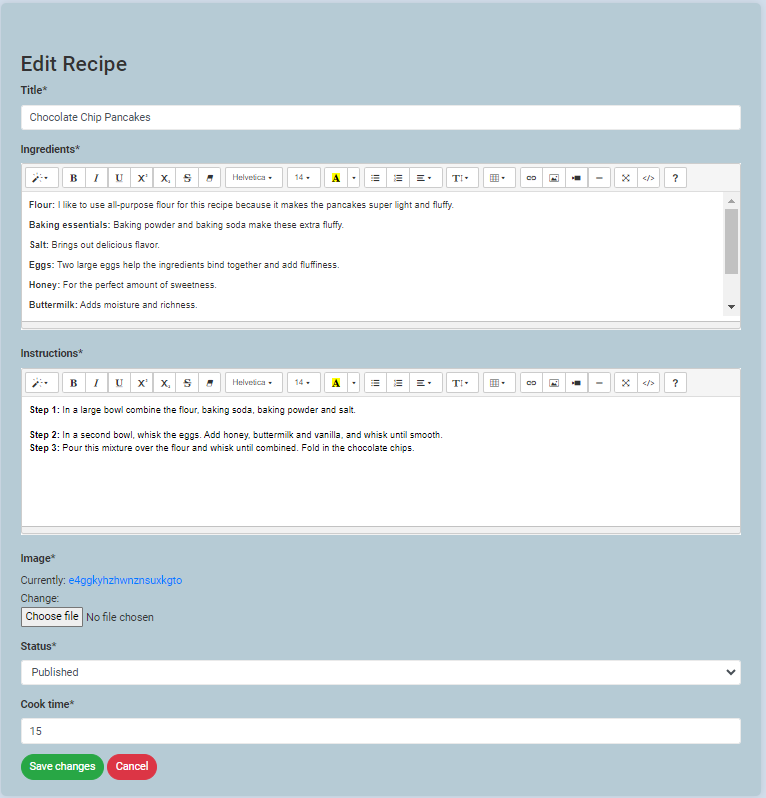 Edit Recipe
Title*
Chocolate Chip Pancakes
Ingredients*
B I U X² X₂ S Helvetica 14 A T </> ?
Flour: I like to use all-purpose flour for this recipe because it makes the pancakes super light and fluffy.
Baking essentials: Baking powder and baking soda make these extra fluffy.
Salt: Brings out delicious flavor.
Eggs: Two large eggs help the ingredients bind together and add fluffiness.
Honey: For the perfect amount of sweetness.
Buttermilk: Adds moisture and richness.
Instructions*
B I U X² X₂ S Helvetica 14 A T </> ?
Step 1: In a large bowl combine the flour, baking soda, baking powder and salt.
Step 2: In a second bowl, whisk the eggs. Add honey, buttermilk and vanilla, and whisk until smooth.
Step 3: Pour this mixture over the flour and whisk until combined. Fold in the chocolate chips.
Image*
Currently: e4ggkyhzhwnznsuxkgto
Change:
Choose file No file chosen
Status*
Published
Cook time*
15
Save changes Cancel